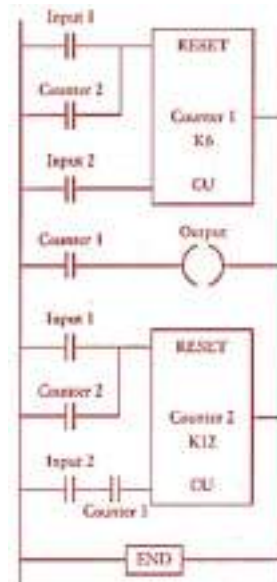 Input 1
RESET
Counter 2
Counter 1
K6
Input 2
CU
Counter 1
Output
Input 1
RESET
Counter 2
Counter 2
K12
Input 2
CU
Counter 1
END